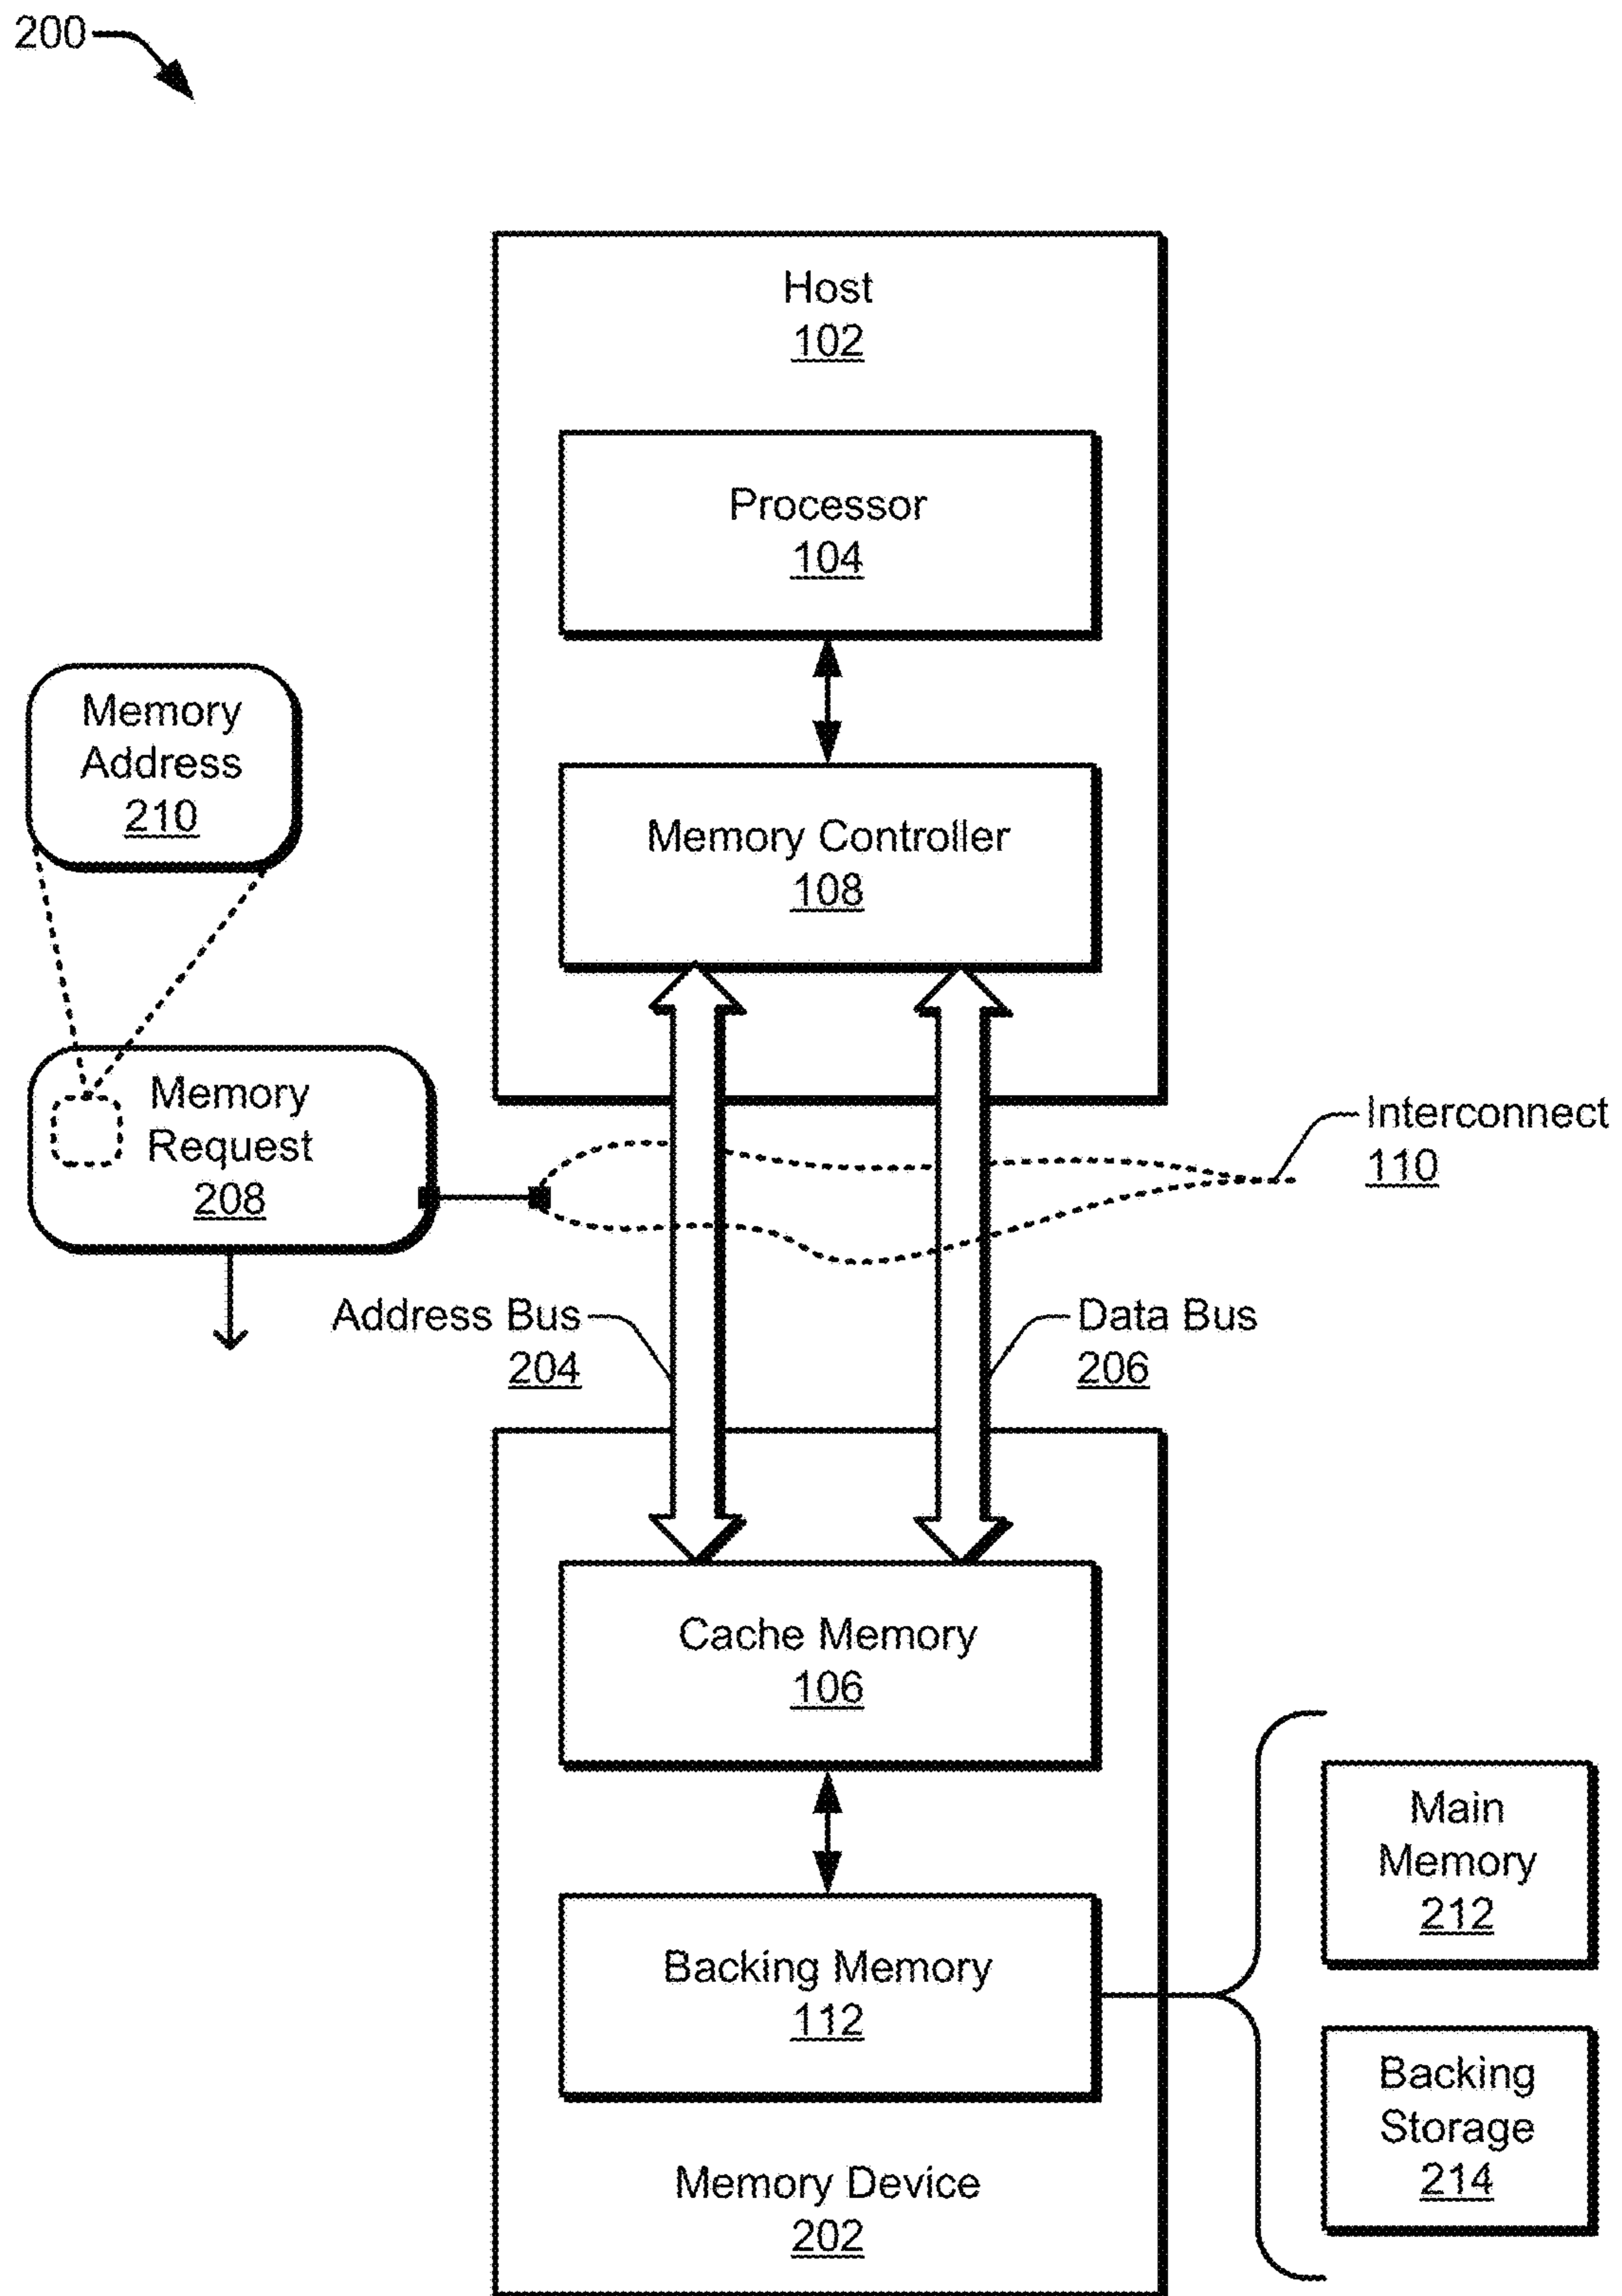 200
Host
102
Processor
104
Memory
Address
210
Memory Controller
108
Memory
Request
208
Interconnect
110
Address Bus
204
Data Bus
206
Cache Memory
106
Main
Memory
212
Backing Memory
112
Backing
Storage
214
Memory Device
202